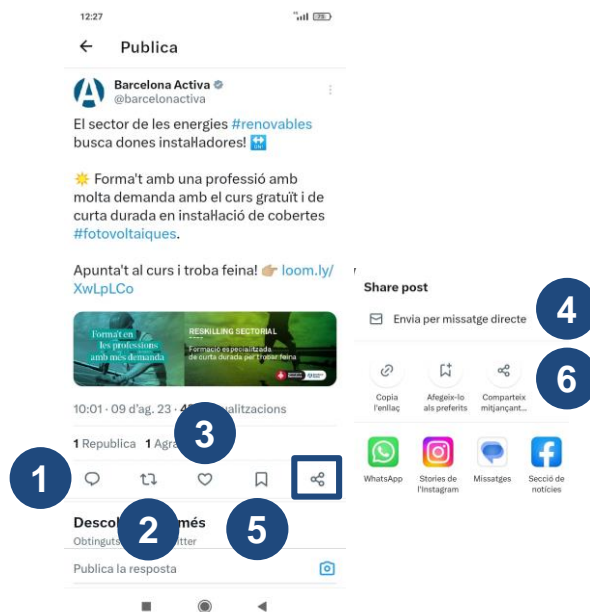 12:27
Publica
Barcelona Activa
@barcelonactiva
El sector de les energies #renovables
busca dones instal·ladores!
Forma't amb una professió amb
molta demanda amb el curs gratuït i de
curta durada en instal·lació de cobertes
#fotovoltaiques.
Apunta't al curs i troba feina! loom.ly/
XwLpLCo
Forma't en
les professions
amb més demanda
RESKILLING SECTORIAL
Formació especialitzada
de curta durada per trobar feina
10:01 · 09 d'ag. 23
1 Republica 1
3
1
2
5
més
Publica la resposta
Share post
Envia per missatge directe
4
6
Copia
l'enllaç
Afegeix-lo
als preferits
Comparteix
mitjançant...
WhatsApp
Stories de
l'Instagram
Missatges
Secció de
notícies